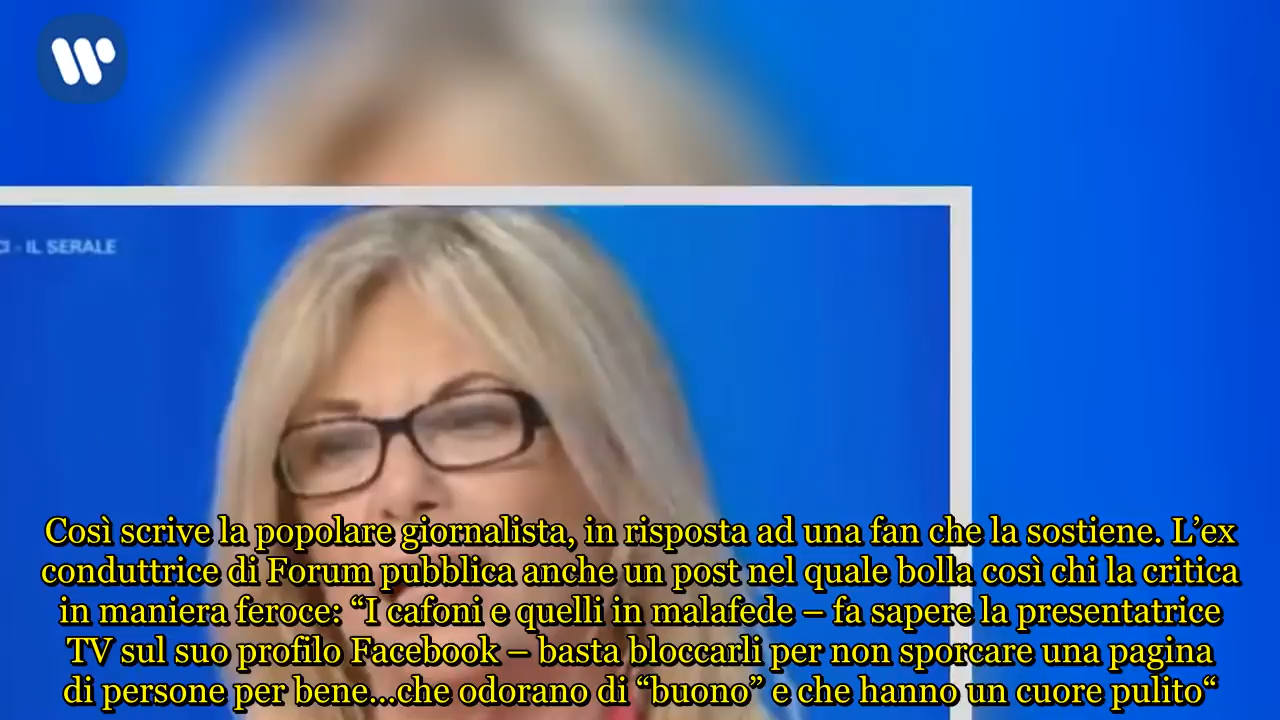 CI - IL SERALE
Così scrive la popolare giornalista, in risposta ad una fan che la sostiene. L’ex
conduttrice di Forum pubblica anche un post nel quale bolla così chi la critica
in maniera feroce: “I cafoni e quelli in malafede – fa sapere la presentatrice
TV sul suo profilo Facebook – basta bloccarli per non sporcare una pagina
di persone per bene...che odorano di “buono” e che hanno un cuore pulito“